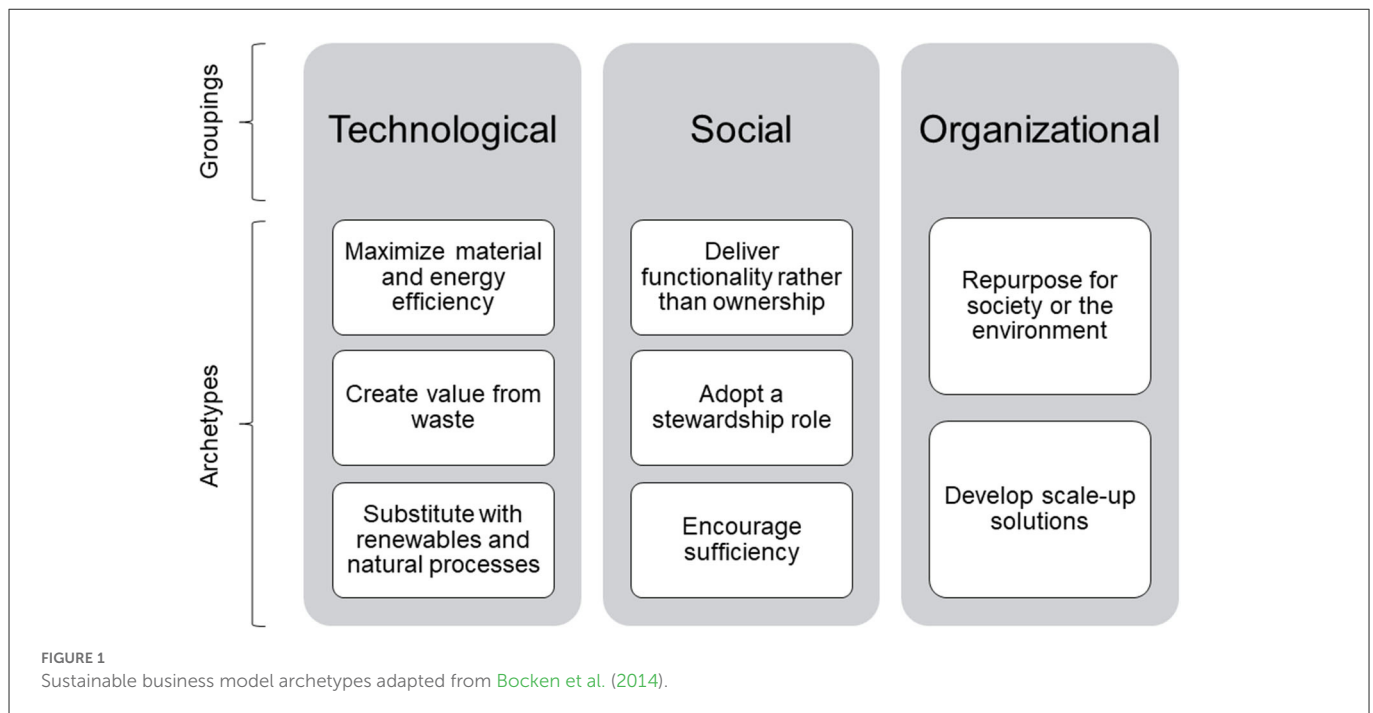 Groupings
Technological
Social
Organizational
Archetypes
Maximize material
and energy
efficiency
Create value from
waste
Substitute with
renewables and
natural processes
Deliver
functionality rather
than ownership
Adopt a
stewardship role
Encourage
sufficiency
Repurpose for
society or the
environment
Develop scale-up
solutions
FIGURE 1
Sustainable business model archetypes adapted from Bocken et al. (2014).